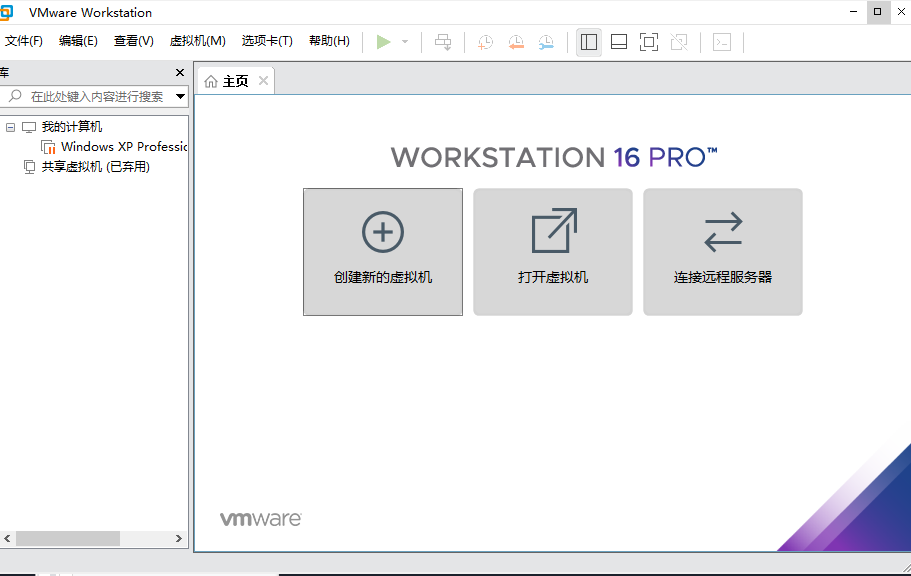 VMware Workstation
文件(F) 编辑(E) 查看(V) 虚拟机(M) 选项卡(T) 帮助(H)
库
主页
在此处键入内容进行搜索
我的计算机
Windows XP Professic
共享虚拟机 (已弃用)
WORKSTATION 16 PRO™
创建新的虚拟机
打开虚拟机
连接远程服务器
vmware